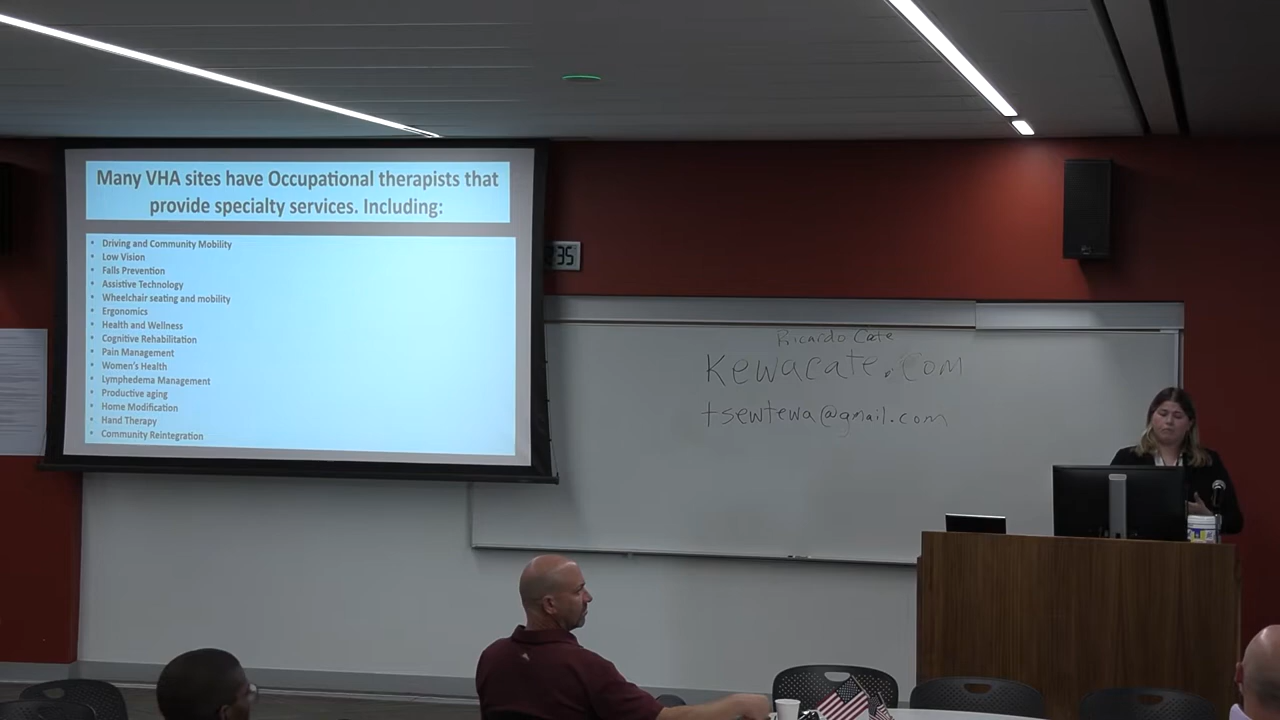 Many VHA sites have Occupational therapists that
provide specialty services. Including:
• Driving and Community Mobility
• Low Vision
• Falls Prevention
• Assistive Technology
• Wheelchair seating and mobility
• Ergonomics
• Health and Wellness
• Cognitive Rehabilitation
• Pain Management
• Women's Health
• Lymphedema Management
• Productive aging
• Home Modification
• Hand Therapy
• Community Reintegration
35
Ricardo Cate
Kewacate.com
tsewtewa@gmail.com